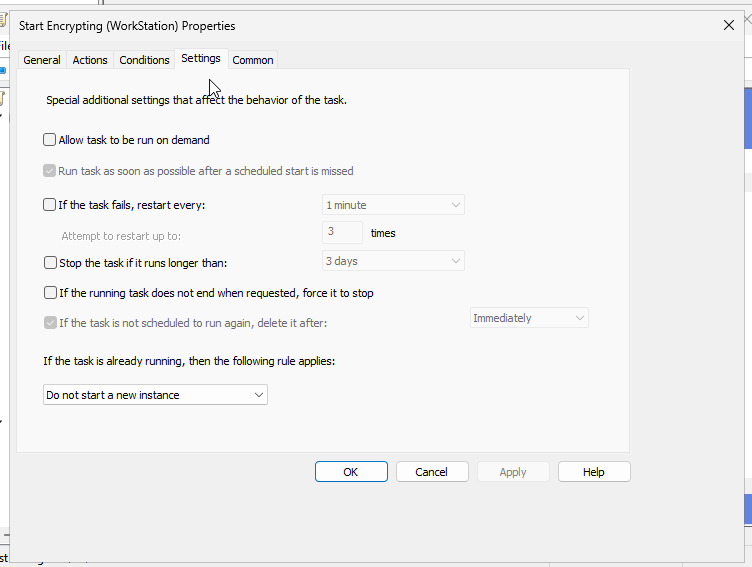 Start Encrypting (WorkStation) Properties
General Actions Conditions Settings Common
Special additional settings that affect the behavior of the task.
Allow task to be run on demand
Run task as soon as possible after a scheduled start is missed
If the task fails, restart every: 1 minute
Attempt to restart up to: 3 times
Stop the task if it runs longer than: 3 days
If the running task does not end when requested, force it to stop
If the task is not scheduled to run again, delete it after: Immediately
If the task is already running, then the following rule applies:
Do not start a new instance
OK Cancel Apply Help